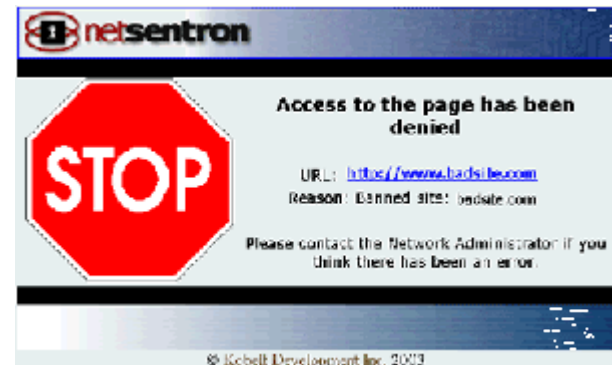 netsentron
STOP
Access to the page has been
denied
URL: http://www.badsite.com
Reason: Banned site: badsite.com
Please contact the Network Administrator if you
think there has been an error.
© Kobelt Development Inc. 2003